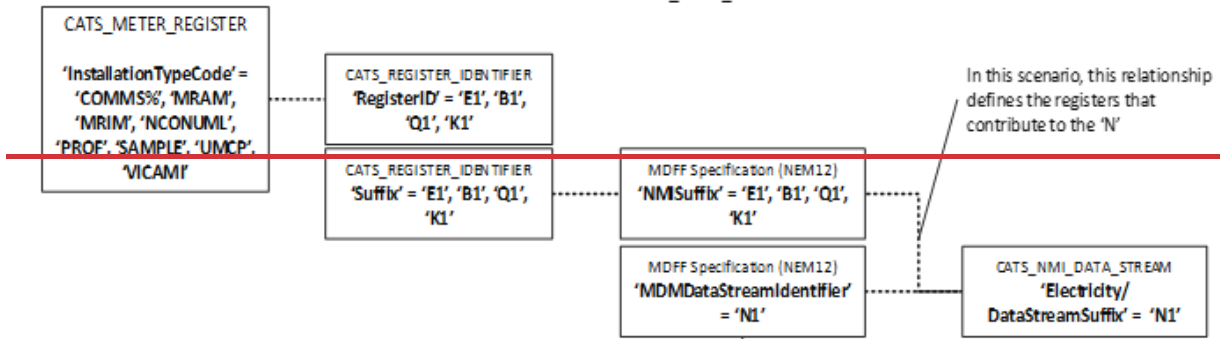 CATS_METER_REGISTER
‘InstallationTypeCode’ =
‘COMMS%’, ‘MRAM’,
‘MRIM’, ‘NCONUML’,
‘PROF’, ‘SAMPLE’, ‘UMCP’,
‘VICAMI’
CATS_REGISTER_IDENTIFIER
‘RegisterID’ = ‘E1’, ‘B1’,
‘Q1’, ‘K1’
In this scenario, this relationship
defines the registers that
contribute to the ‘N’
CATS_REGISTER_IDENTIFIER
‘Suffix’ = ‘E1’, ‘B1’, ‘Q1’,
‘K1’
MDFF Specification (NEM12)
‘NMISuffix’ = ‘E1’, ‘B1’, ‘Q1’,
‘K1’
MDFF Specification (NEM12)
‘MDMDataStreamIdentifier’
= ‘N1’
CATS_NMI_DATA_STREAM
‘Electricity/
DataStreamSuffix’ = ‘N1’